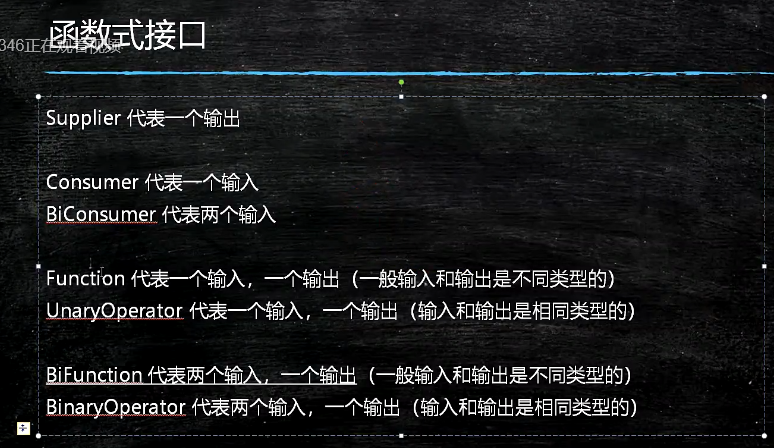 函数式接口
346正在观看视频
Supplier 代表一个输出
Consumer 代表一个输入
BiConsumer 代表两个输入
Function 代表一个输入，一个输出（一般输入和输出是不同类型的）
UnaryOperator 代表一个输入，一个输出（输入和输出是相同类型的）
BiFunction 代表两个输入，一个输出（一般输入和输出是不同类型的）
BinaryOperator 代表两个输入，一个输出（输入和输出是相同类型的）